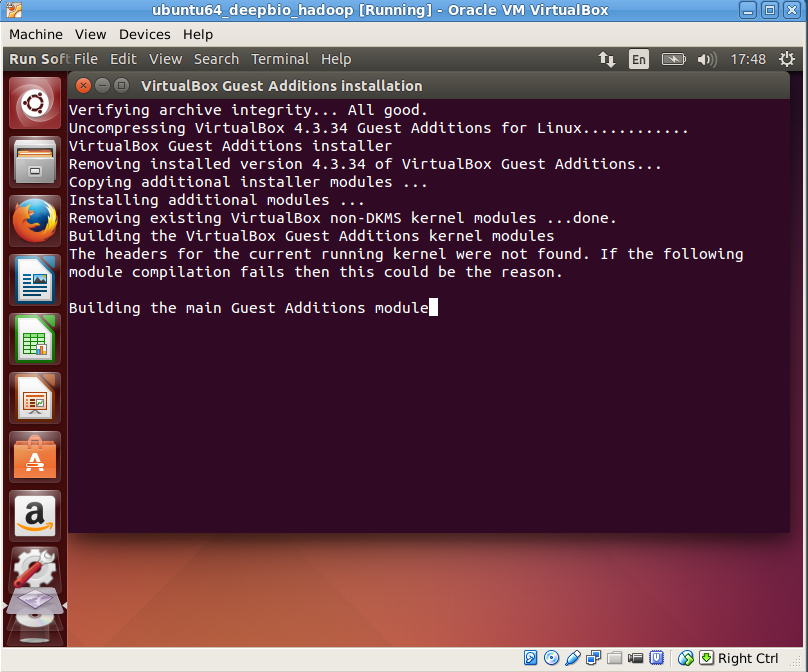 ubuntu64_deepbio_hadoop [Running] - Oracle VM VirtualBox
Machine View Devices Help
Run Soft File Edit View Search Terminal Help En 17:48
VirtualBox Guest Additions installation
Verifying archive integrity... All good.
Uncompressing VirtualBox 4.3.34 Guest Additions for Linux............
VirtualBox Guest Additions installer
Removing installed version 4.3.34 of VirtualBox Guest Additions...
Copying additional installer modules ...
Installing additional modules ...
Removing existing VirtualBox non-DKMS kernel modules ...done.
Building the VirtualBox Guest Additions kernel modules
The headers for the current running kernel were not found. If the following
module compilation fails then this could be the reason.
Building the main Guest Additions module
a
Right Ctrl